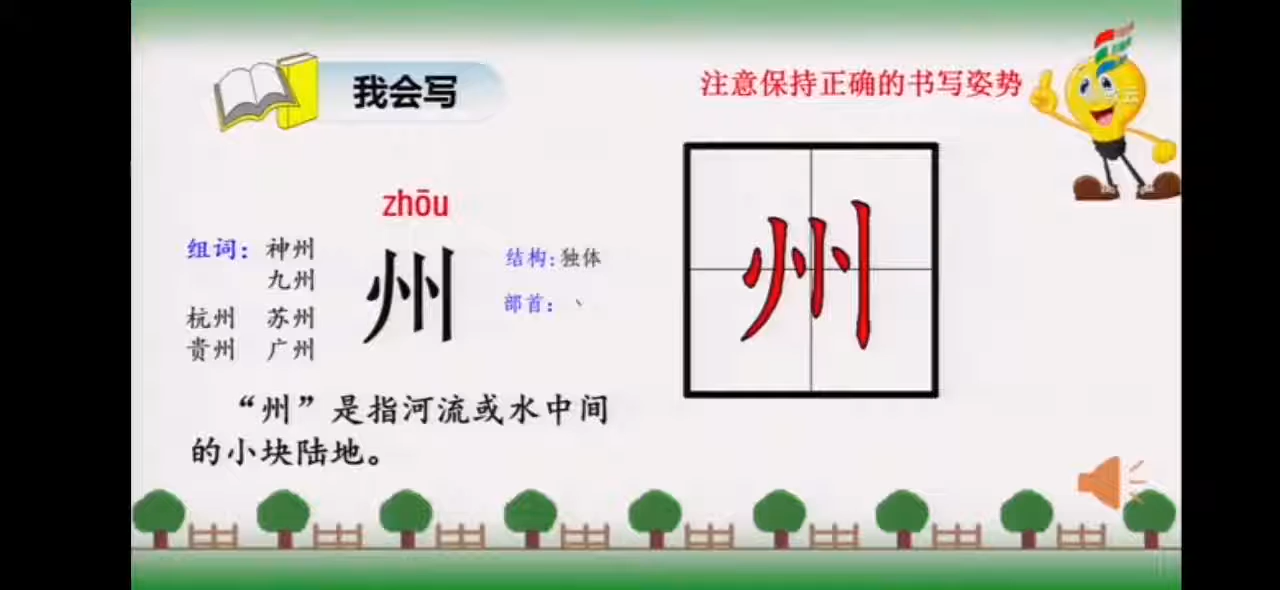 我会写
注意保持正确的书写姿势
zhōu
组词：神州
九州
杭州 苏州
贵州 广州
州
结构：独体
部首：丶
州
“州”是指河流或水中间
的小块陆地。